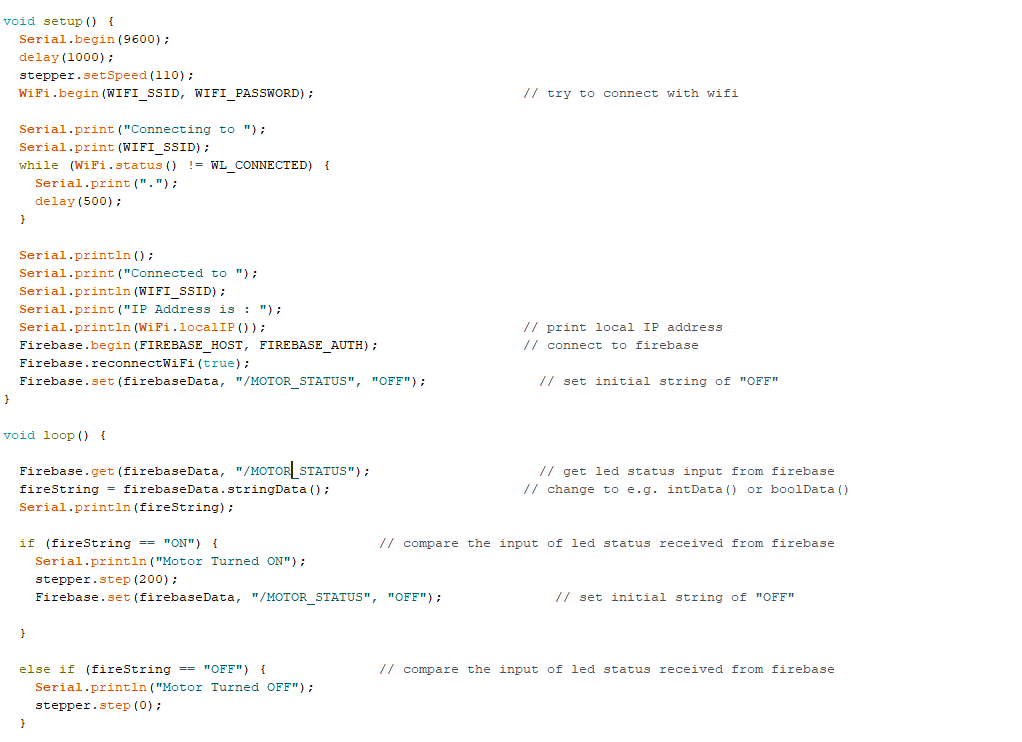 void setup() {
  Serial.begin(9600);
  delay(1000);
  stepper.setSpeed(110);
  WiFi.begin(WIFI_SSID, WIFI_PASSWORD);                          // try to connect with wifi

  Serial.print("Connecting to ");
  Serial.print(WIFI_SSID);
  while (WiFi.status() != WL_CONNECTED) {
    Serial.print(".");
    delay(500);
  }

  Serial.println();
  Serial.print("Connected to ");
  Serial.println(WIFI_SSID);
  Serial.print("IP Address is : ");
  Serial.println(WiFi.localIP());                                // print local IP address
  Firebase.begin(FIREBASE_HOST, FIREBASE_AUTH);                  // connect to firebase
  Firebase.reconnectWiFi(true);
  Firebase.set(firebaseData, "/MOTOR_STATUS", "OFF");              // set initial string of "OFF"
}

void loop() {

  Firebase.get(firebaseData, "/MOTOR_STATUS");                     // get led status input from firebase
  fireString = firebaseData.stringData();                        // change to e.g. intData() or boolData()
  Serial.println(fireString);

  if (fireString == "ON") {                    // compare the input of led status received from firebase
    Serial.println("Motor Turned ON");
    stepper.step(200);
    Firebase.set(firebaseData, "/MOTOR_STATUS", "OFF");              // set initial string of "OFF"

  }

  else if (fireString == "OFF") {              // compare the input of led status received from firebase
    Serial.println("Motor Turned OFF");
    stepper.step(0);
  }